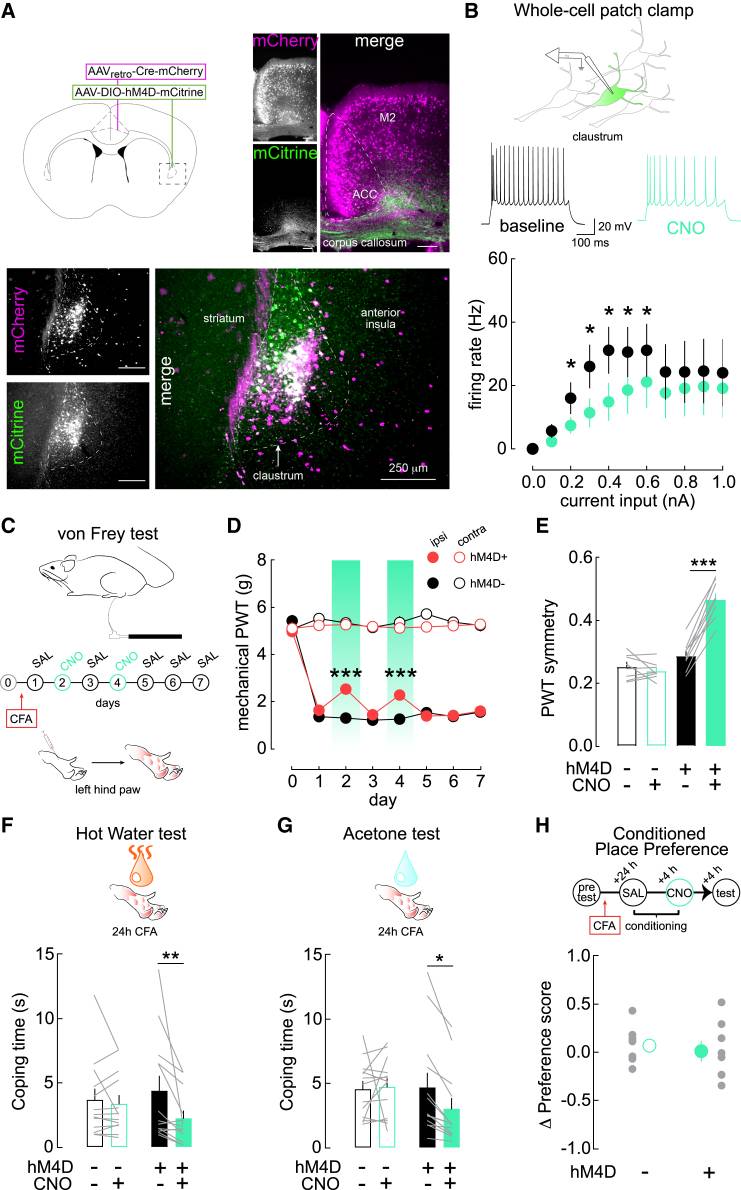 A
AAVretro-Cre-mCherry
AAV-DIO-hM4D-mCitrine
mCherry
merge
mCitrine
M2
ACC
corpus callosum
mCherry
mCitrine
merge
striatum
anterior
insula
claustrum
250 µm
B
Whole-cell patch clamp
claustrum
baseline
20 mV
100 ms
CNO
firing rate (Hz)
60
40
20
0
* * * * *
0.0 0.2 0.4 0.6 0.8 1.0
current input (nA)
C
von Frey test
SAL CNO SAL CNO SAL SAL SAL
0 1 2 3 4 5 6 7
days
CFA
left hind paw
D
ipsi contra
hM4D+
hM4D-
mechanical PWT (g)
8
6
4
2
0
*** ***
0 1 2 3 4 5 6 7
day
E
PWT symmetry
0.6
0.4
0.2
0.0
***
hM4D - - + +
CNO - + - +
F
Hot Water test
24h CFA
Coping time (s)
15
10
5
0
**
hM4D - - + +
CNO - + - +
G
Acetone test
24h CFA
Coping time (s)
15
10
5
0
*
hM4D - - + +
CNO - + - +
H
Conditioned
Place Preference
+24 h +4 h +4 h
pre
test
SAL CNO test
CFA
conditioning
Δ Preference score
1.0
0.5
0.0
-0.5
-1.0
hM4D - +